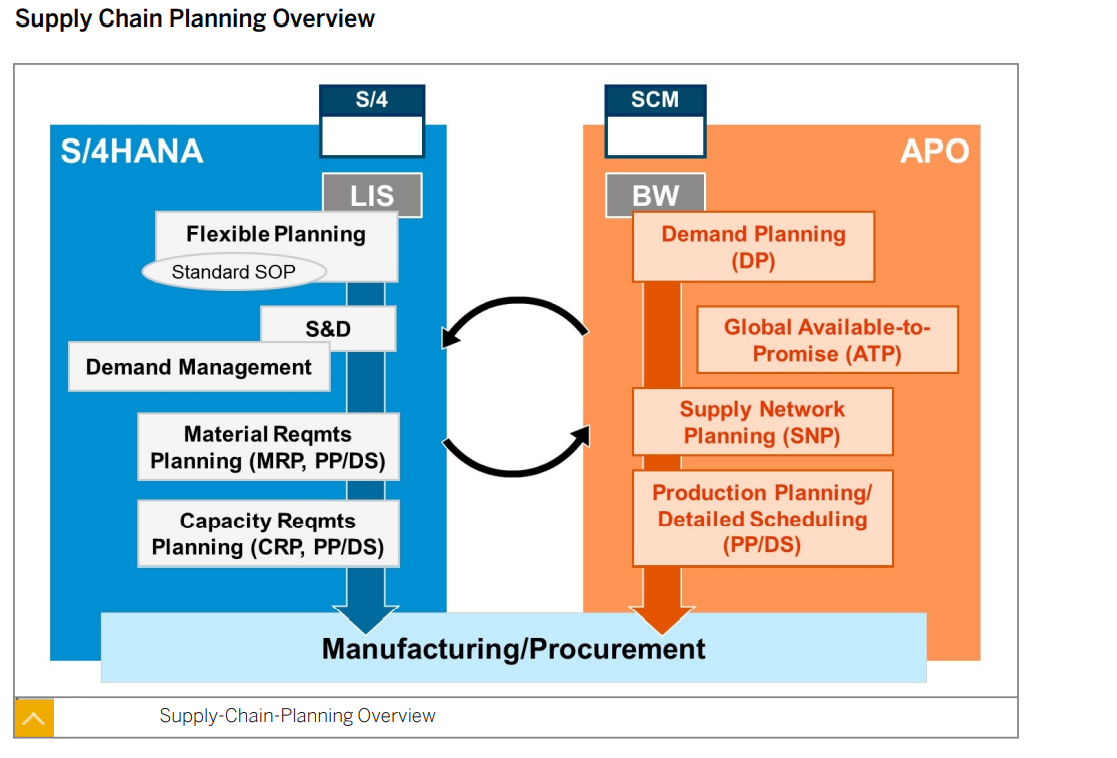 Supply Chain Planning Overview
S/4
SCM
S/4HANA
APO
LIS
BW
Flexible Planning
Standard SOP
Demand Planning
(DP)
S&D
Global Available-to-
Promise (ATP)
Demand Management
Material Reqmts
Planning (MRP, PP/DS)
Supply Network
Planning (SNP)
Capacity Reqmts
Planning (CRP, PP/DS)
Production Planning/
Detailed Scheduling
(PP/DS)
Manufacturing/Procurement
Supply-Chain-Planning Overview